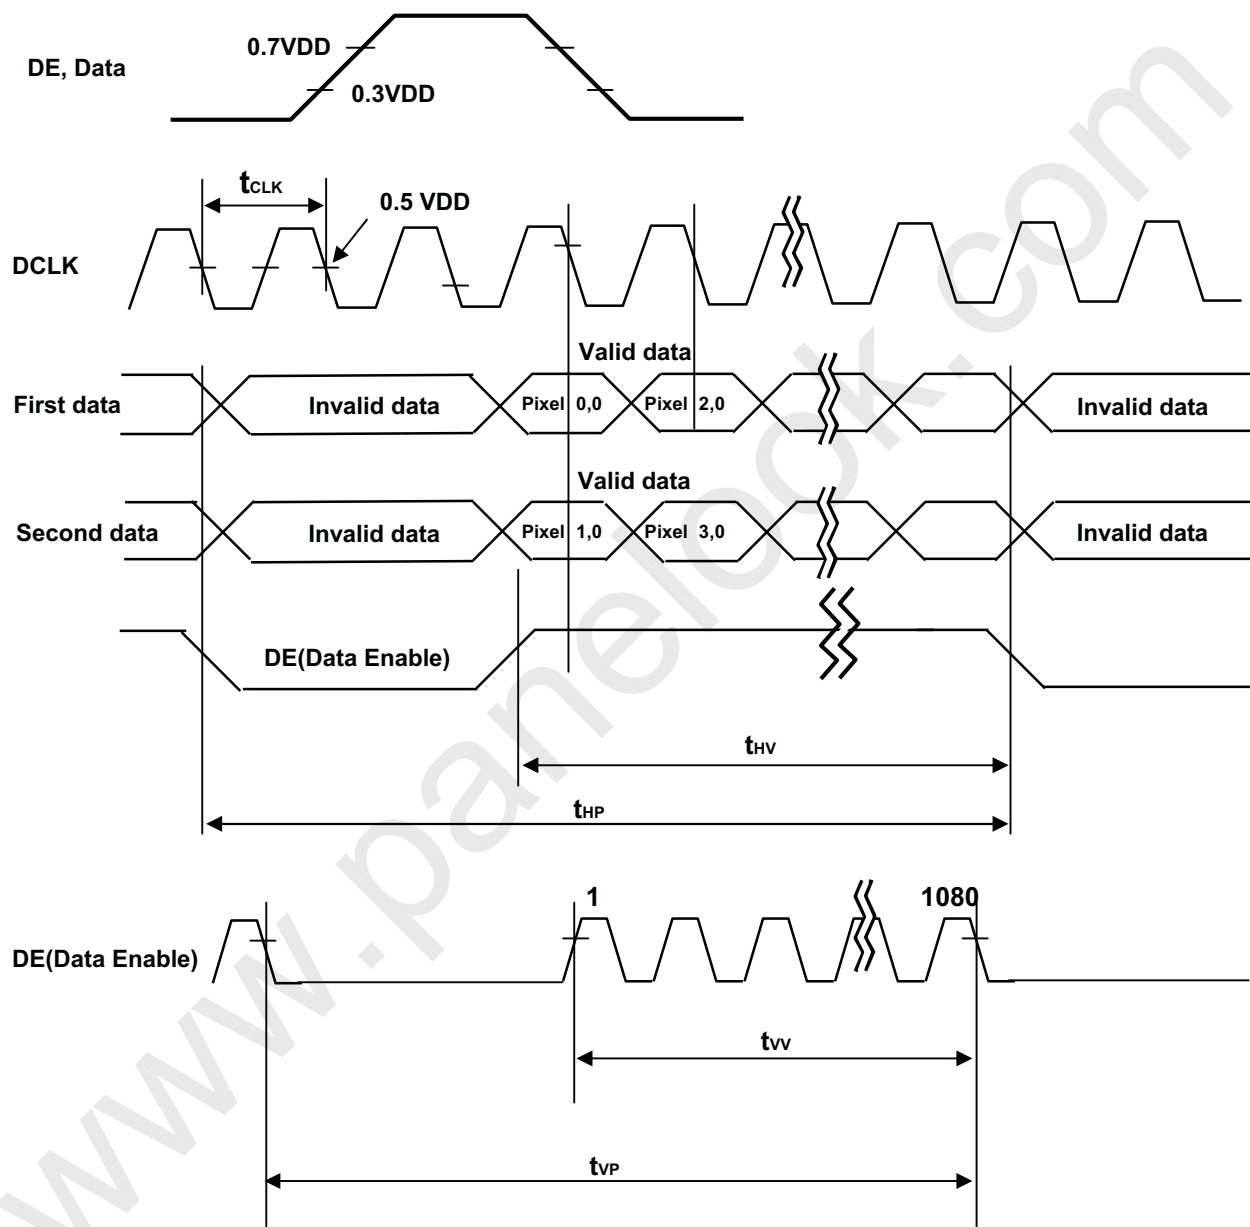 DE, Data
0.7VDD
0.3VDD
tCLK
0.5 VDD
DCLK
Valid data
First data
Invalid data
Pixel 0,0
Pixel 2,0
Invalid data
Valid data
Second data
Invalid data
Pixel 1,0
Pixel 3,0
Invalid data
DE(Data Enable)
tHV
tHP
1
1080
DE(Data Enable)
tVV
tVP
www.panelook.com